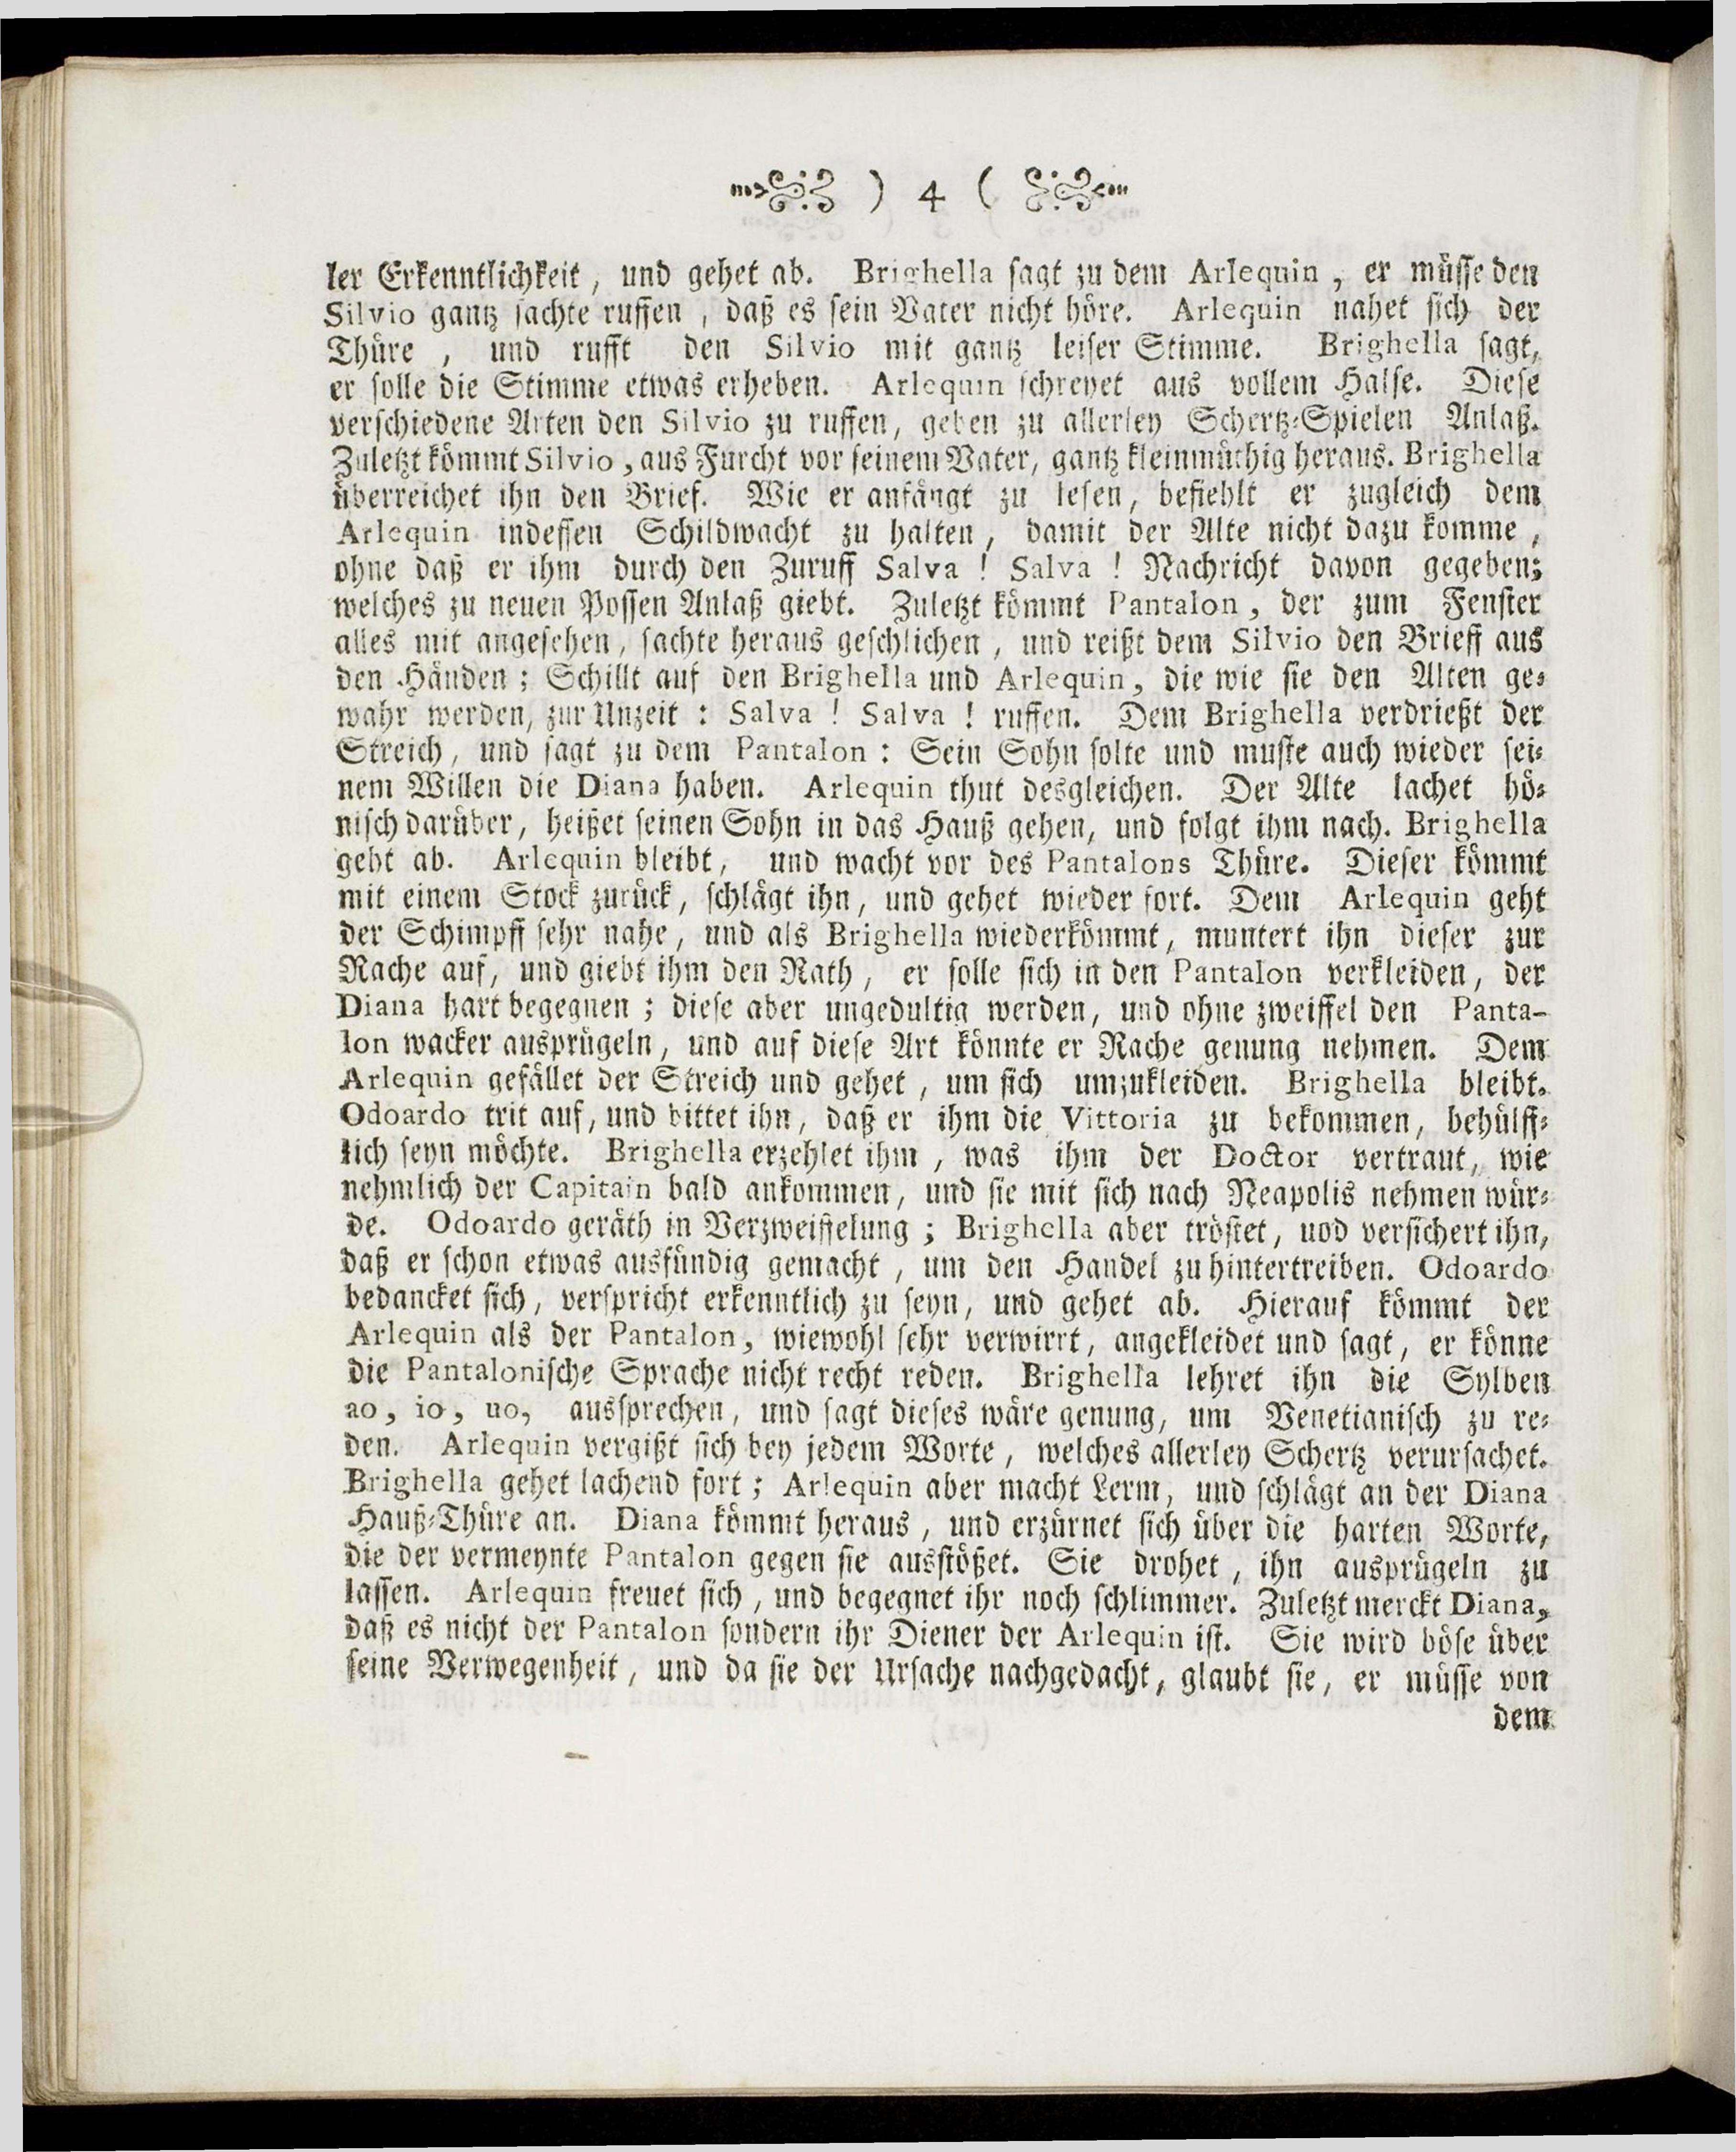 ) 4 (
ler Erkenntlichkeit, und gehet ab. Brighella sagt zu dem Arlequin, er müsse den
Silvio gantz sachte ruffen, daß es sein Vater nicht höre. Arlequin nahet sich der
Thüre, und rufft den Silvio mit gantz leiser Stimme. Brighella sagt,
er solle die Stimme etwas erheben. Arlequin schreyet aus vollem Halse. Diese
verschiedene Arten den Silvio zu ruffen, geben zu allerley Schertz-Spielen Anlaß.
Zuletzt kömmt Silvio, aus Furcht vor seinem Vater, gantz kleinmüthig heraus. Brighella
überreichet ihn den Brief. Wie er anfängt zu lesen, befiehlt er zugleich dem
Arlequin indessen Schildwacht zu halten, damit der Alte nicht dazu komme,
ohne daß er ihm durch den Zuruff Salva! Salva! Nachricht davon gegeben;
welches zu neuen Possen Anlaß giebt. Zuletzt kömmt Pantalon, der zum Fenster
alles mit angesehen, sachte heraus geschlichen, und reißt dem Silvio den Brieff aus
den Händen; Schillt auf den Brighella und Arlequin, die wie sie den Alten ge-
wahr werden, zur Unzeit: Salva! Salva! ruffen. Dem Brighella verdrießt der
Streich, und sagt zu dem Pantalon: Sein Sohn solte und muste auch wieder sei-
nem Willen die Diana haben. Arlequin thut desgleichen. Der Alte lachet hö-
nisch darüber, heißet seinen Sohn in das Hauß gehen, und folgt ihm nach. Brighella
geht ab. Arlequin bleibt, und wacht vor des Pantalons Thüre. Dieser kömmt
mit einem Stock zurück, schlägt ihn, und gehet wieder fort. Dem Arlequin geht
der Schimpff sehr nahe, und als Brighella wiederkömmt, muntert ihn dieser zur
Rache auf, und giebt ihm den Rath, er solle sich in den Pantalon verkleiden, der
Diana hart begegnen; diese aber ungedultig werden, und ohne zweiffel den Panta-
lon wacker ausprügeln, und auf diese Art könnte er Rache genung nehmen. Dem
Arlequin gefället der Streich und gehet, um sich umzukleiden. Brighella bleibt.
Odoardo trit auf, und bittet ihn, daß er ihm die Vittoria zu bekommen, behülff-
lich seyn möchte. Brighella erzehlet ihm, was ihm der Doctor vertraut, wie
nehmlich der Capitain bald ankommen, und sie mit sich nach Neapolis nehmen wür-
de. Odoardo geräth in Verzweiffelung; Brighella aber tröstet, uod versichert ihn,
daß er schon etwas ausfündig gemacht, um den Handel zu hintertreiben. Odoardo
bedancket sich, verspricht erkenntlich zu seyn, und gehet ab. Hierauf kömmt der
Arlequin als der Pantalon, wiewohl sehr verwirrt, angekleidet und sagt, er könne
die Pantalonische Sprache nicht recht reden. Brighella lehret ihn die Sylben
ao, io, uo, aussprechen, und sagt dieses wäre genung, um Venetianisch zu re-
den. Arlequin vergißt sich bey jedem Worte, welches allerley Schertz verursachet.
Brighella gehet lachend fort; Arlequin aber macht Lerm, und schlägt an der Diana
Hauß-Thüre an. Diana kömmt heraus, und erzürnet sich über die harten Worte,
die der vermeynte Pantalon gegen sie ausstößet. Sie drohet, ihn ausprügeln zu
lassen. Arlequin freuet sich, und begegnet ihr noch schlimmer. Zuletzt merckt Diana,
daß es nicht der Pantalon sondern ihr Diener der Arlequin ist. Sie wird böse über
seine Verwegenheit, und da sie der Ursache nachgedacht, glaubt sie, er müsse von
dem